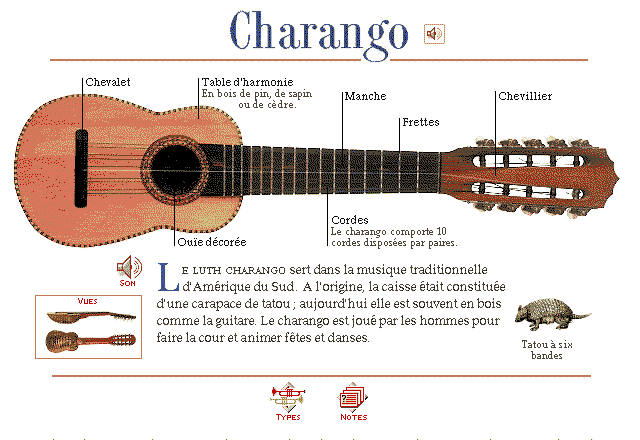 Charango
Chevalet
Table d'harmonie
En bois de pin, de sapin
ou de cèdre.
Manche
Chevillier
Frettes
Cordes
Le charango comporte 10
cordes disposées par paires.
Ouïe décorée
Son
Vues
LE LUTH CHARANGO sert dans la musique traditionnelle
d'Amérique du Sud. A l'origine, la caisse était constituée
d'une carapace de tatou ; aujourd'hui elle est souvent en bois
comme la guitare. Le charango est joué par les hommes pour
faire la cour et animer fêtes et danses.
Tatou à six
bandes
Types
Notes